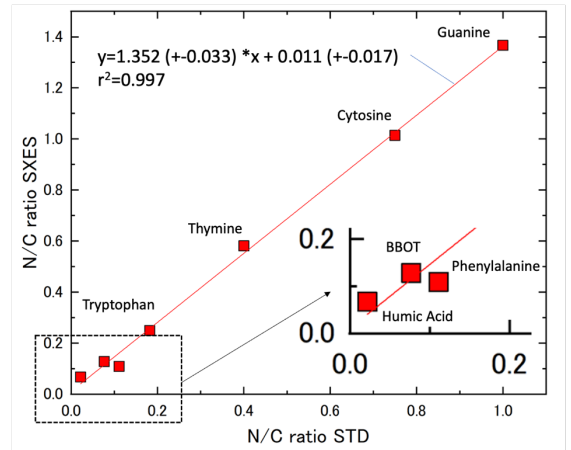 y=1.352 (+-0.033) *x + 0.011 (+-0.017)
r²=0.997
Guanine
Cytosine
Thymine
Tryptophan
BBOT
Phenylalanine
Humic Acid
0.2
0.0
0.0
0.2
N/C ratio SXES
1.4
1.2
1.0
0.8
0.6
0.4
0.2
0.0
0.0
0.2
0.4
0.6
0.8
1.0
N/C ratio STD